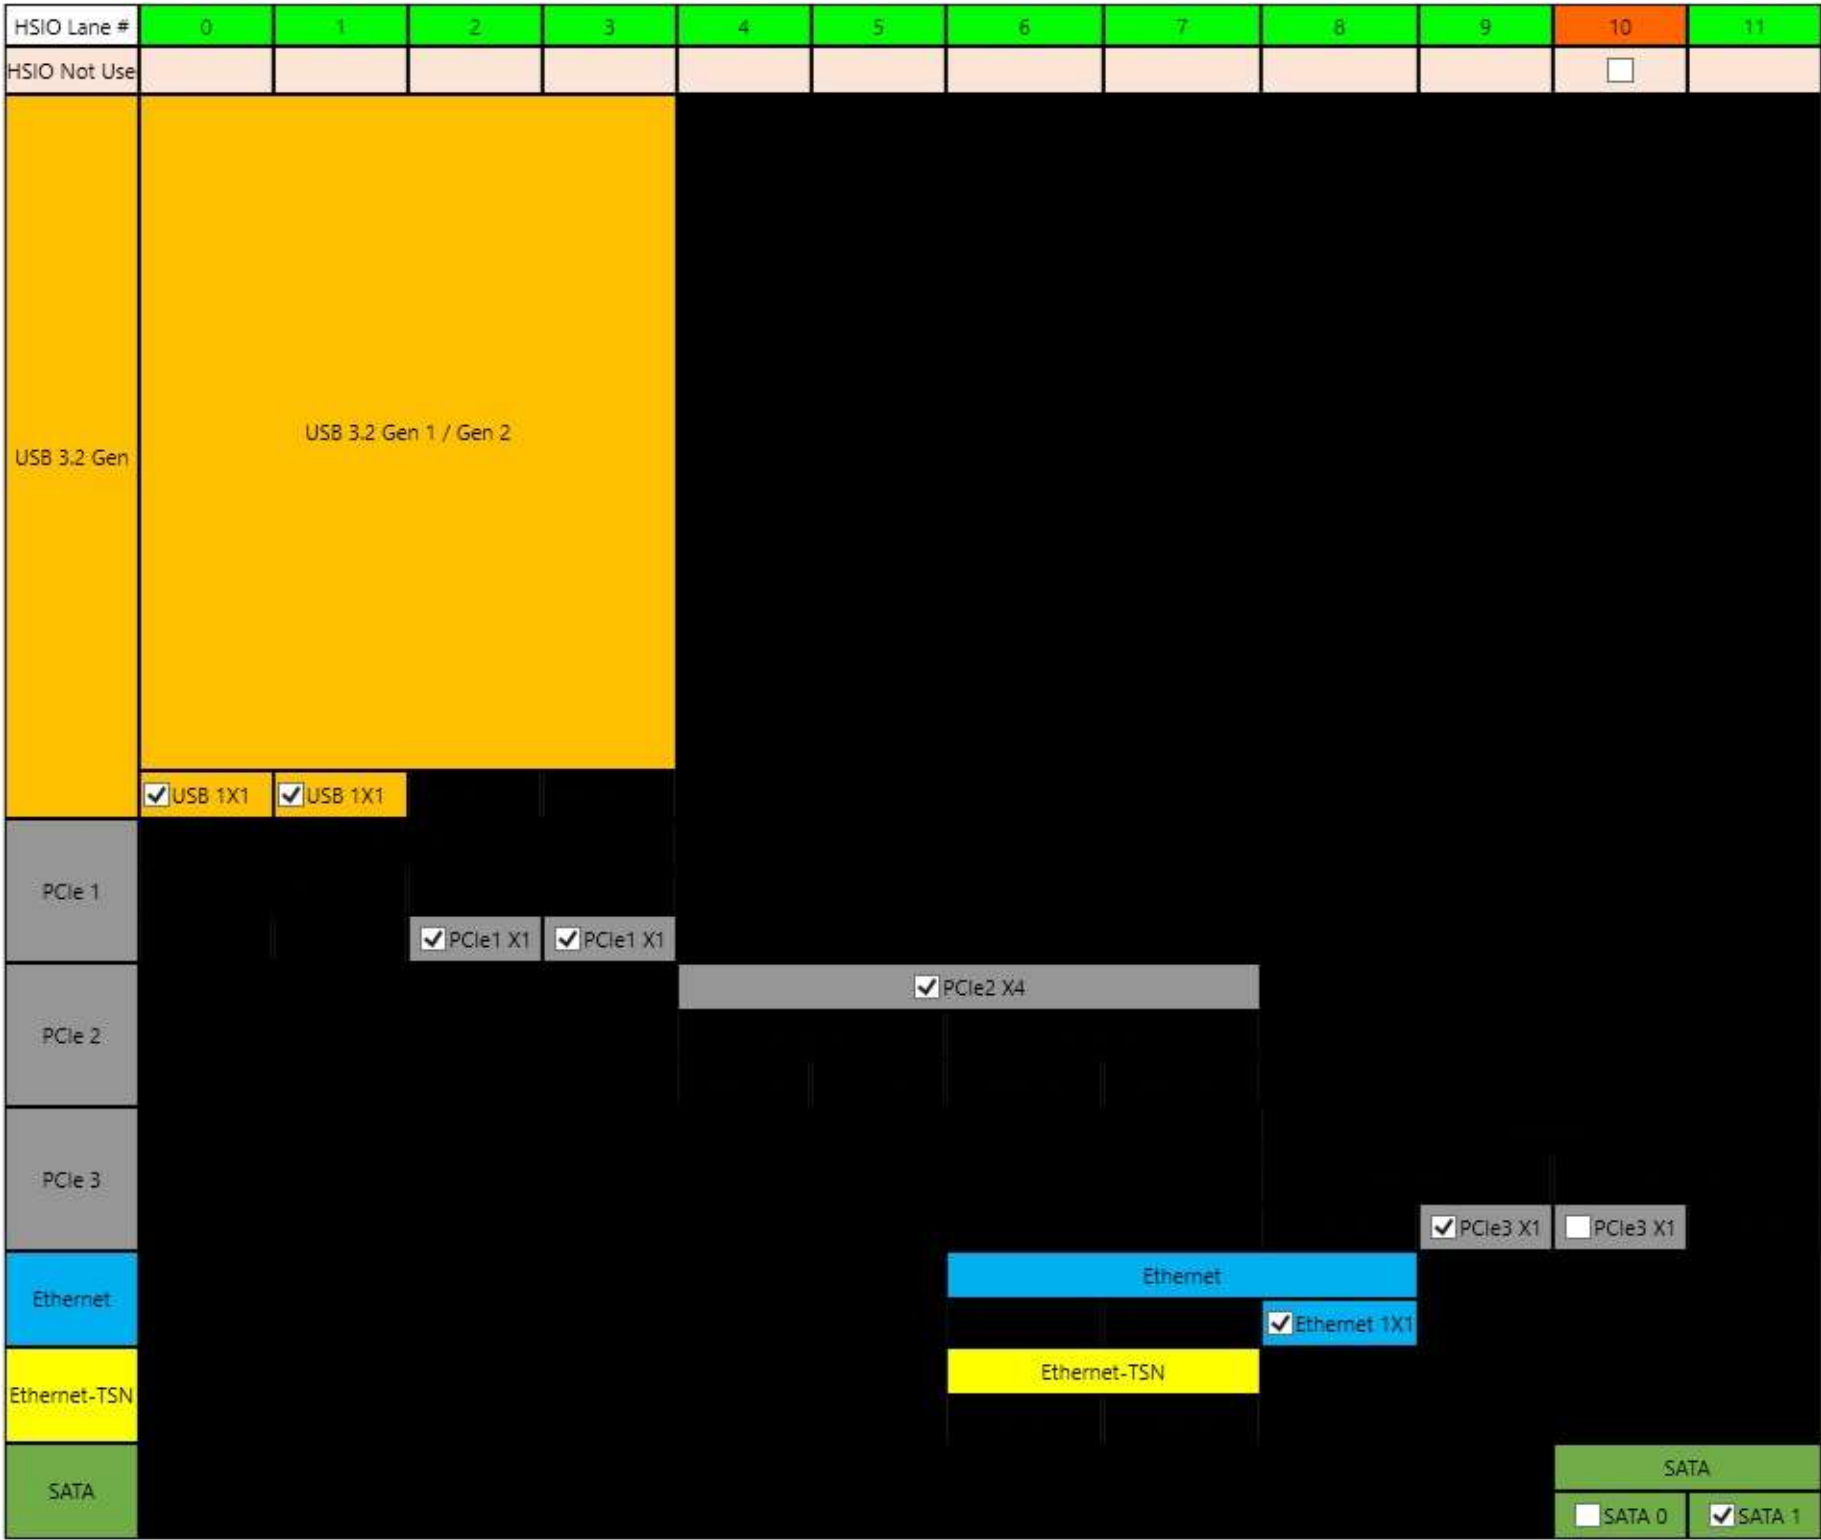 HSIO Lane # 0 1 2 3 4 5 6 7 8 9 10 11
HSIO Not Use
USB 3.2 Gen
USB 3.2 Gen 1 / Gen 2
USB 1X1 USB 1X1
PCIe 1
PCIe1 X1 PCIe1 X1
PCIe 2
PCIe2 X4
PCIe 3
PCIe3 X1 PCIe3 X1
Ethernet
Ethernet
Ethernet 1X1
Ethernet-TSN
Ethernet-TSN
SATA
SATA
SATA 0 SATA 1